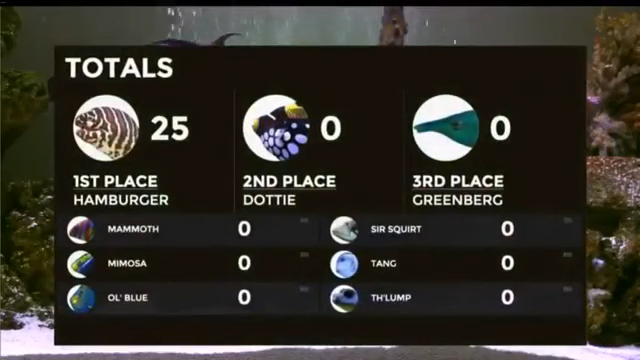 TOTALS
25
0
0
1ST PLACE
2ND PLACE
3RD PLACE
HAMBURGER
DOTTIE
GREENBERG
MAMMOTH 0
SIR SQUIRT 0
MIMOSA 0
TANG 0
OL' BLUE 0
TH'LUMP 0